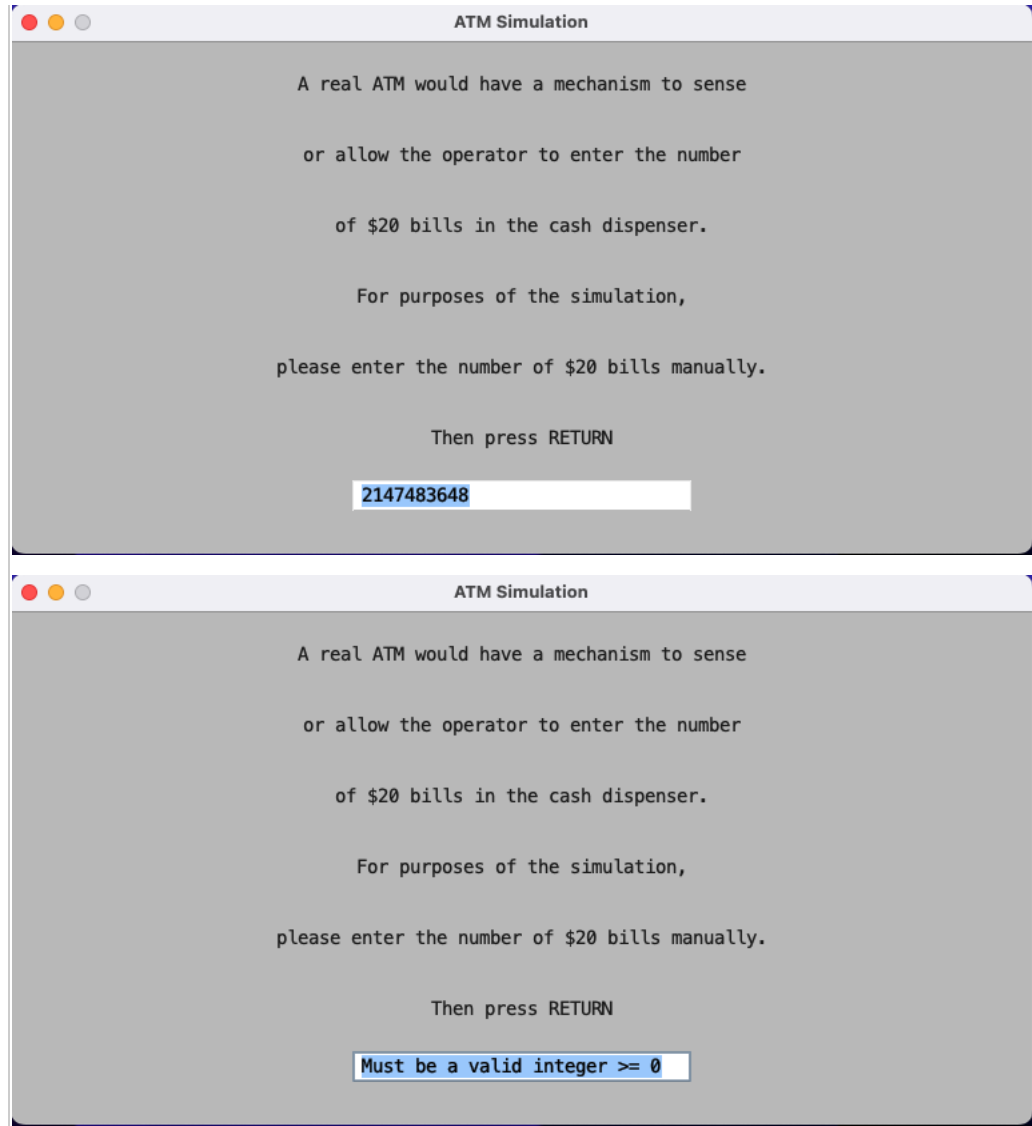 ATM Simulation
A real ATM would have a mechanism to sense
or allow the operator to enter the number
of $20 bills in the cash dispenser.
For purposes of the simulation,
please enter the number of $20 bills manually.
Then press RETURN
2147483648
ATM Simulation
A real ATM would have a mechanism to sense
or allow the operator to enter the number
of $20 bills in the cash dispenser.
For purposes of the simulation,
please enter the number of $20 bills manually.
Then press RETURN
Must be a valid integer >= 0